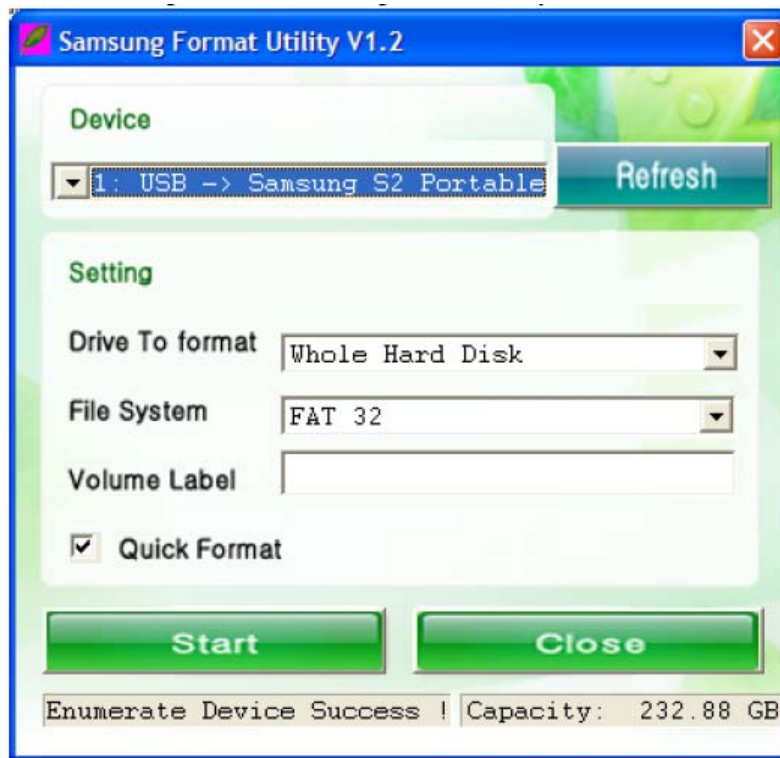 Samsung Format Utility V1.2
Device
1: USB -> Samsung S2 Portable
Refresh
Setting
Drive To format
Whole Hard Disk
File System
FAT 32
Volume Label
Quick Format
Start
Close
Enumerate Device Success !
Capacity: 232.88 GB